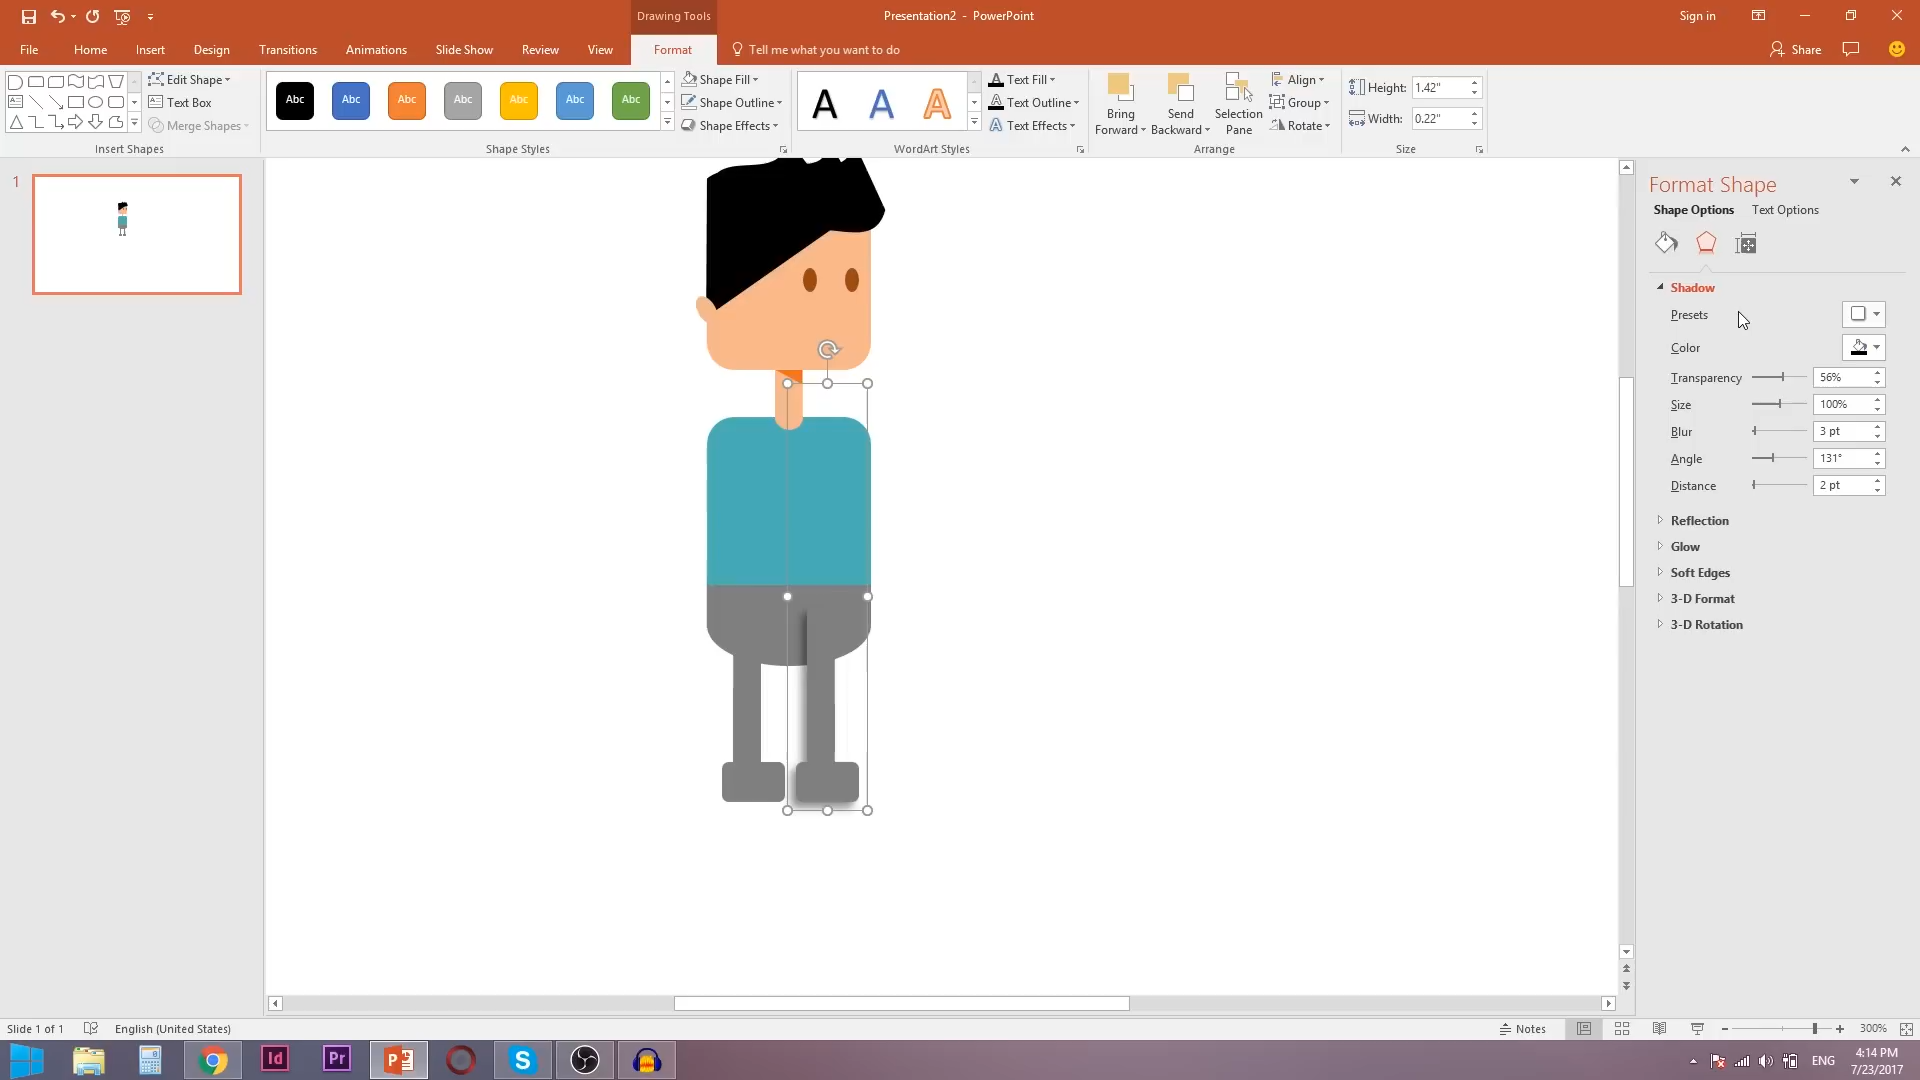 Drawing Tools
Presentation2 - PowerPoint
Sign in
File Home Insert Design Transitions Animations Slide Show Review View Format Tell me what you want to do Share
Edit Shape
Text Box
Merge Shapes
Insert Shapes
Abc Abc Abc Abc Abc Abc Abc
Shape Fill
Shape Outline
Shape Effects
Shape Styles
A A A
Text Fill
Text Outline
Text Effects
WordArt Styles
Bring Forward
Send Backward
Selection Pane
Align
Group
Rotate
Arrange
Height: 1.42"
Width: 0.22"
Size
1
Format Shape
Shape Options Text Options
Shadow
Presets
Color
Transparency 56%
Size 100%
Blur 3 pt
Angle 131°
Distance 2 pt
Reflection
Glow
Soft Edges
3-D Format
3-D Rotation
Slide 1 of 1 English (United States) Notes 300%
Id Pr P S
ENG
4:14 PM
7/23/2017